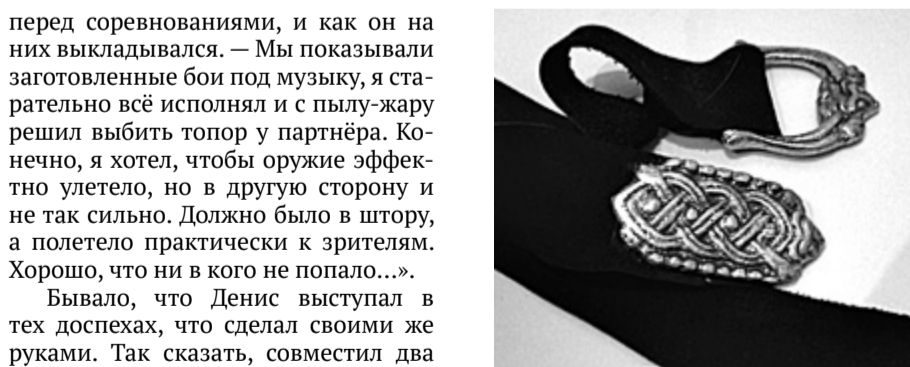 перед соревнованиями, и как он на
них выкладывался. — Мы показывали
заготовленные бои под музыку, я ста-
рательно всё исполнял и с пылу-жару
решил выбить топор у партнёра. Ко-
нечно, я хотел, чтобы оружие эффек-
тно улетело, но в другую сторону и
не так сильно. Должно было в штору,
а полетело практически к зрителям.
Хорошо, что ни в кого не попало...».
Бывало, что Денис выступал в
тех доспехах, что сделал своими же
руками. Так сказать, совместил два